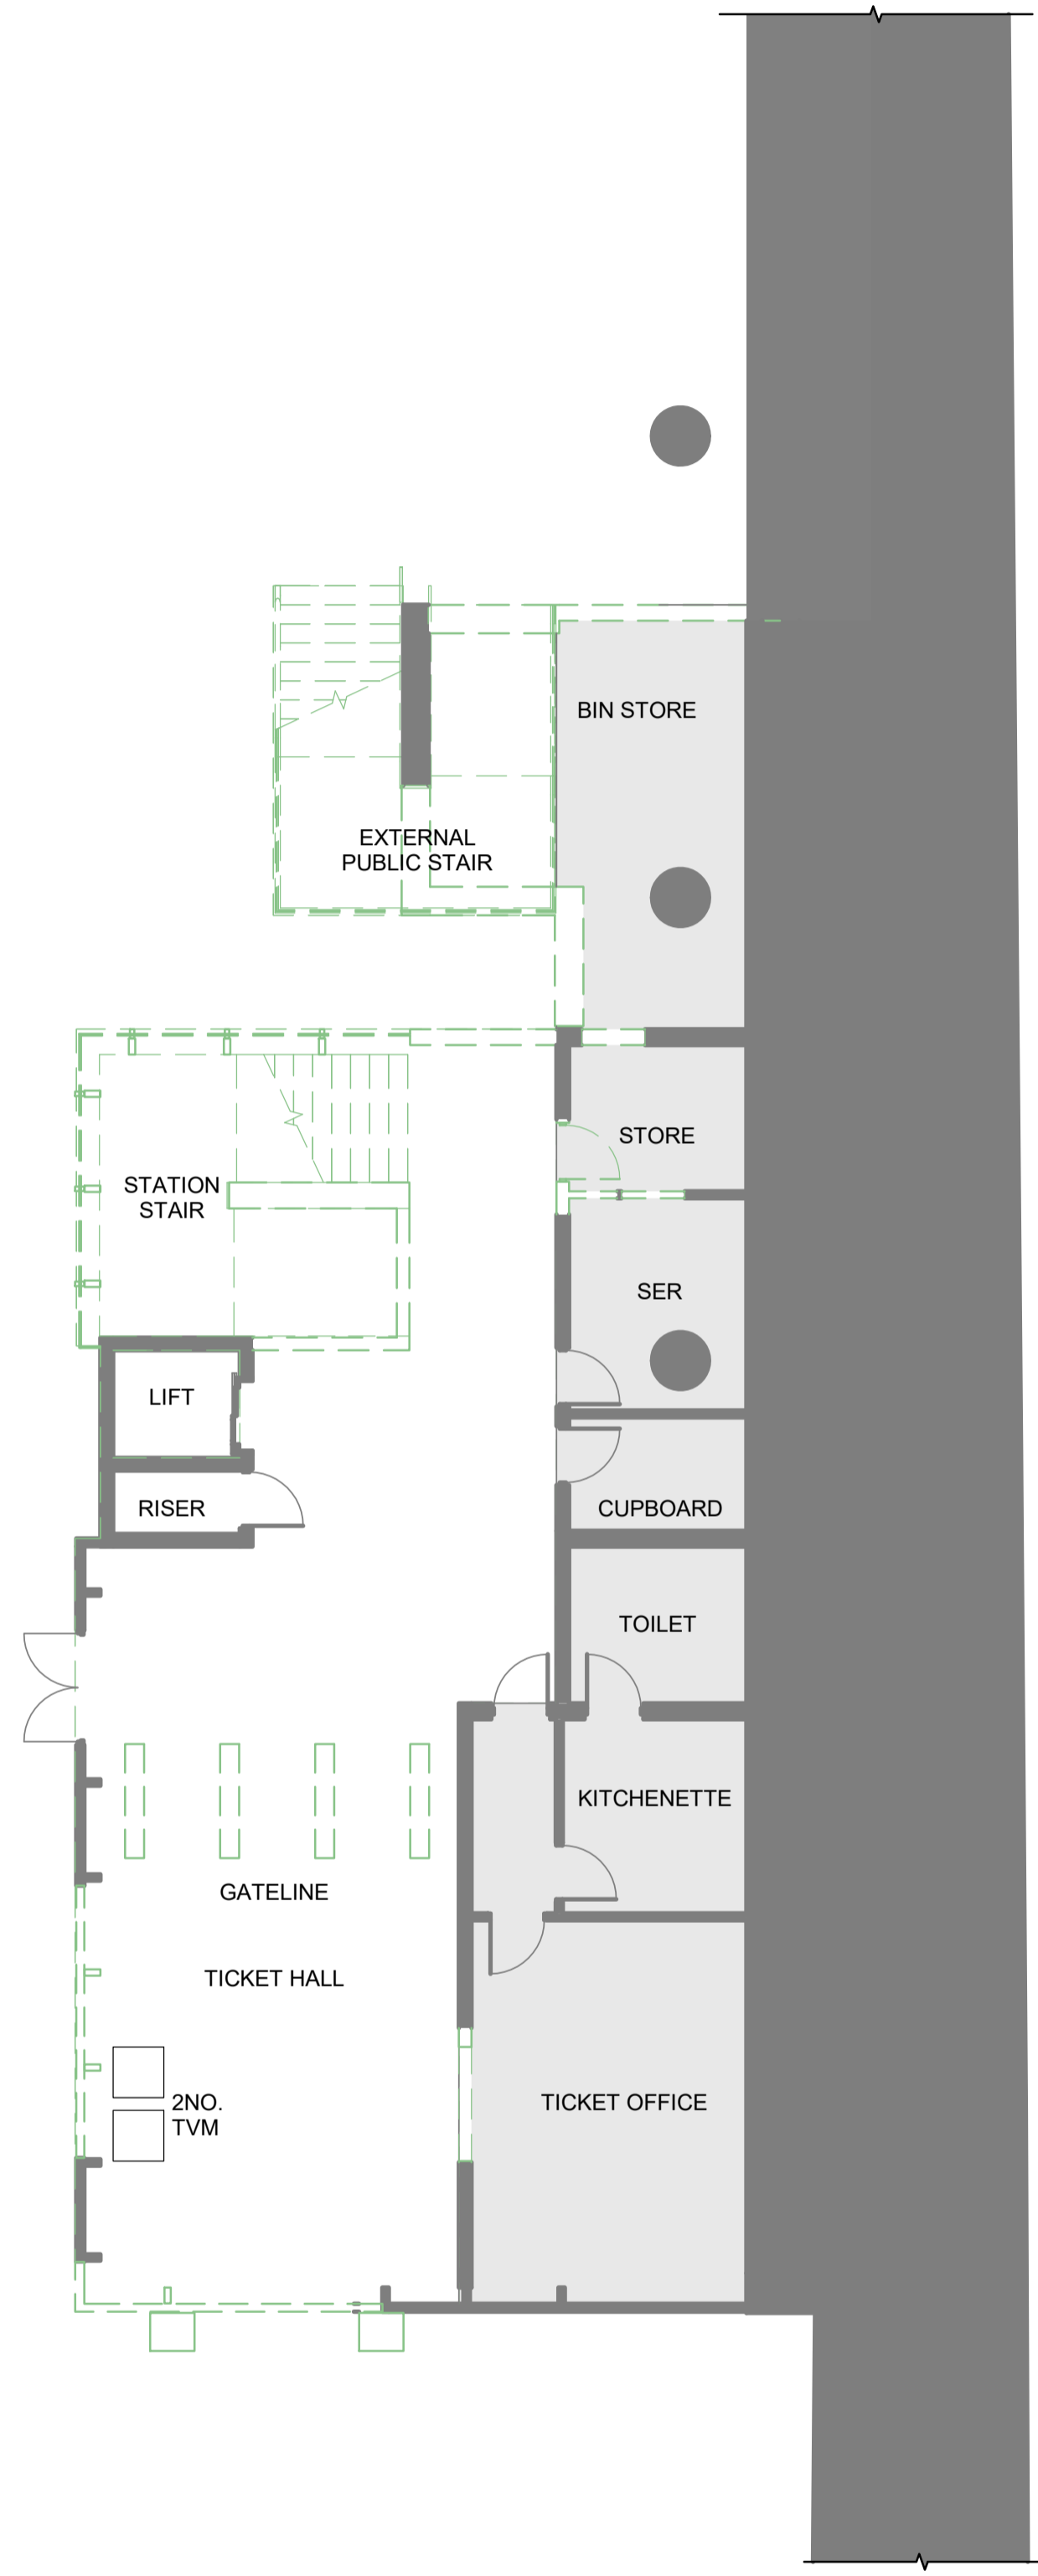 BIN STORE
EXTERNAL
PUBLIC STAIR
STORE
STATION
STAIR
SER
LIFT
RISER
CUPBOARD
TOILET
KITCHENETTE
GATELINE
TICKET HALL
2NO.
TVM
TICKET OFFICE